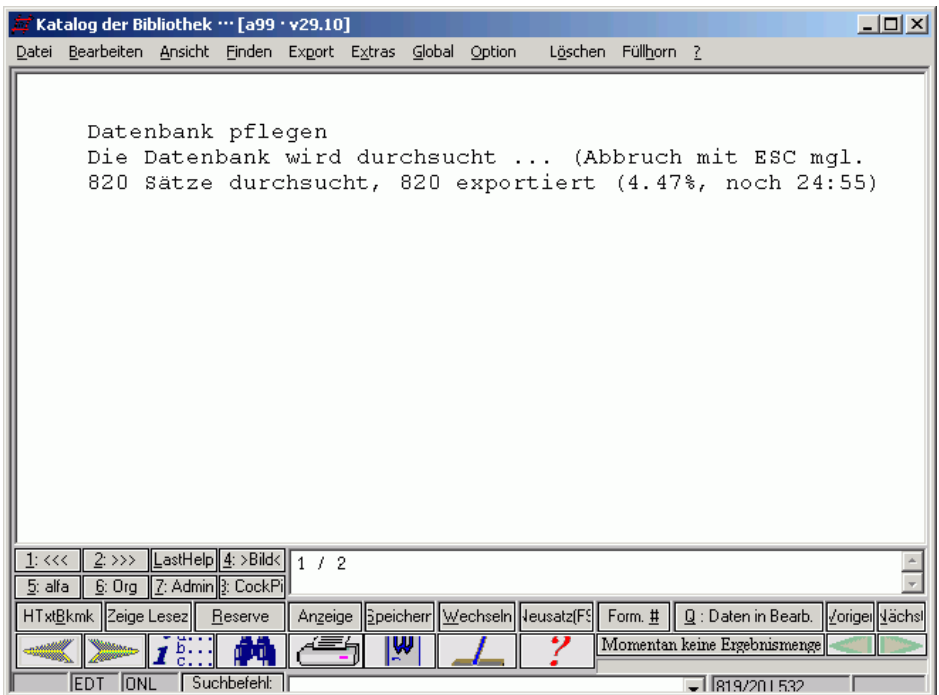 Katalog der Bibliothek ··· [a99 · v29.10]
Datei Bearbeiten Ansicht Finden Export Extras Global Option Löschen Füllhorn ?
Datenbank pflegen
Die Datenbank wird durchsucht ... (Abbruch mit ESC mgl.
820 Sätze durchsucht, 820 exportiert (4.47%, noch 24:55)
1: <<< 2: >>> LastHelp 4: >Bild< 1 / 2
5: alfa 6: Org 7: Admin CockPi
HTxtBkmk Zeige Lesez Reserve Anzeige Speichern Wechseln Form. # Q : Daten in Bearb.
i b c W ? Momentan keine Ergebnismenge
EDT ONL Suchbefehl: 819/20